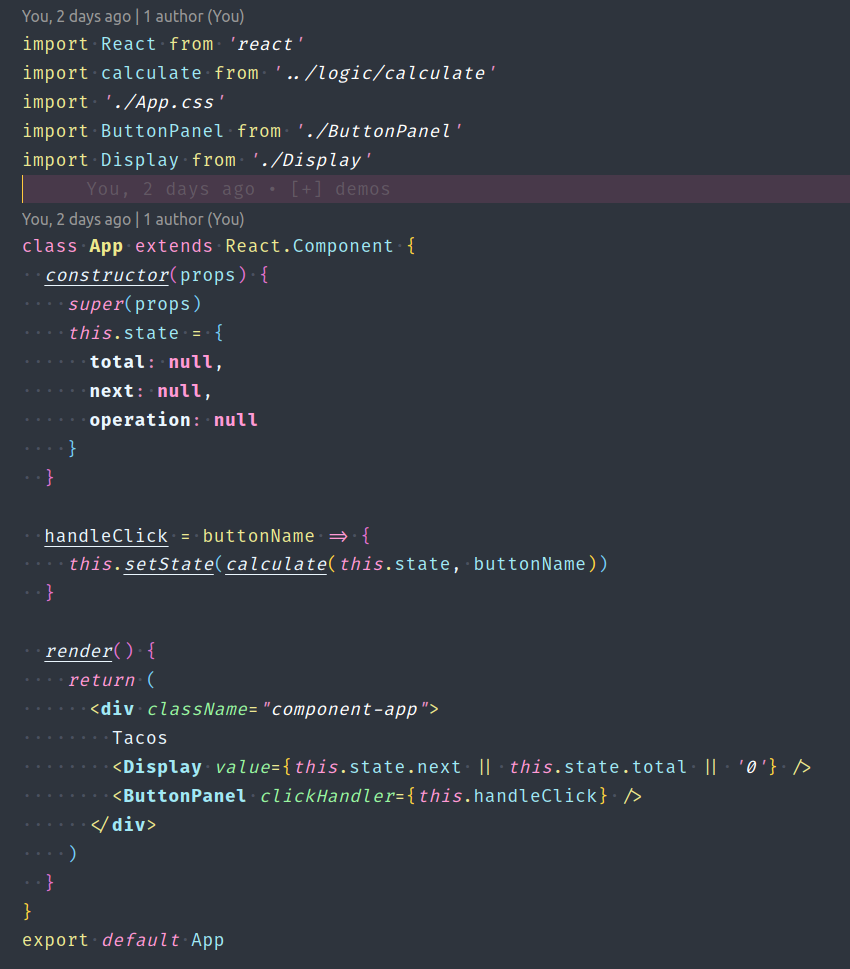 You, 2 days ago | 1 author (You)
import React from 'react'
import calculate from '../logic/calculate'
import './App.css'
import ButtonPanel from './ButtonPanel'
import Display from './Display'
You, 2 days ago • [+] demos
You, 2 days ago | 1 author (You)
class App extends React.Component {
  constructor(props) {
    super(props)
    this.state = {
      total: null,
      next: null,
      operation: null
    }
  }

  handleClick = buttonName => {
    this.setState(calculate(this.state, buttonName))
  }

  render() {
    return (
      <div className="component-app">
        Tacos
        <Display value={this.state.next || this.state.total || '0'} />
        <ButtonPanel clickHandler={this.handleClick} />
      </div>
    )
  }
}
export default App